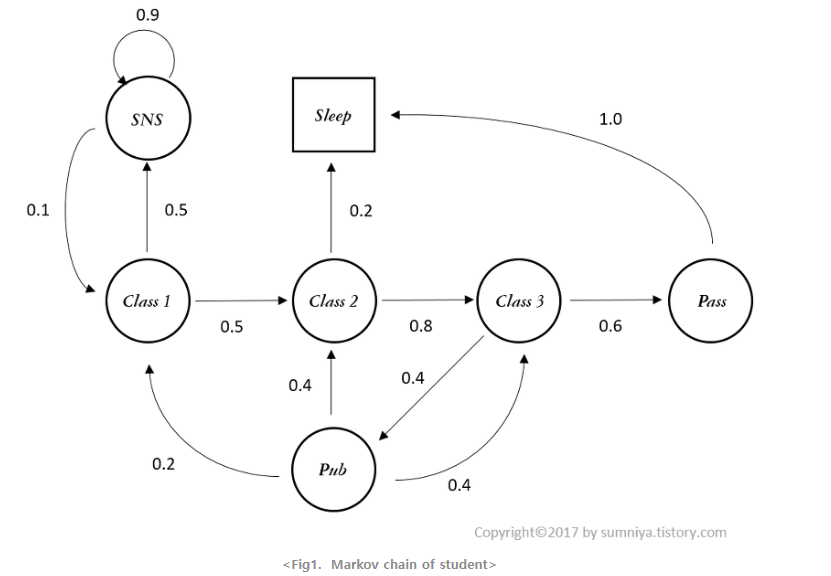 0.9
SNS
Sleep
1.0
0.1
0.5
0.2
Class 1
Class 2
Class 3
Pass
0.5
0.8
0.6
0.4
0.4
0.2
Pub
0.4
Copyright©2017 by sumniya.tistory.com
<Fig1. Markov chain of student>